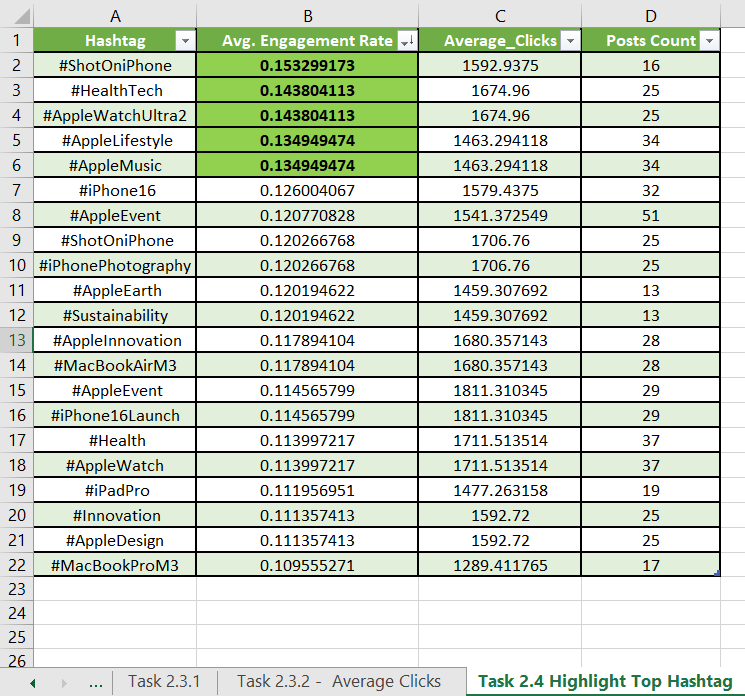 A B C D
1 Hashtag Avg. Engagement Rate Average_Clicks Posts Count
2 #ShotOniPhone 0.153299173 1592.9375 16
3 #HealthTech 0.143804113 1674.96 25
4 #AppleWatchUltra2 0.143804113 1674.96 25
5 #AppleLifestyle 0.134949474 1463.294118 34
6 #AppleMusic 0.134949474 1463.294118 34
7 #iPhone16 0.126004067 1579.4375 32
8 #AppleEvent 0.120770828 1541.372549 51
9 #ShotOniPhone 0.120266768 1706.76 25
10 #iPhonePhotography 0.120266768 1706.76 25
11 #AppleEarth 0.120194622 1459.307692 13
12 #Sustainability 0.120194622 1459.307692 13
13 #AppleInnovation 0.117894104 1680.357143 28
14 #MacBookAirM3 0.117894104 1680.357143 28
15 #AppleEvent 0.114565799 1811.310345 29
16 #iPhone16Launch 0.114565799 1811.310345 29
17 #Health 0.113997217 1711.513514 37
18 #AppleWatch 0.113997217 1711.513514 37
19 #iPadPro 0.111956951 1477.263158 19
20 #Innovation 0.111357413 1592.72 25
21 #AppleDesign 0.111357413 1592.72 25
22 #MacBookProM3 0.109555271 1289.411765 17
23
24
25
26
... Task 2.3.1 Task 2.3.2 - Average Clicks Task 2.4 Highlight Top Hashtag